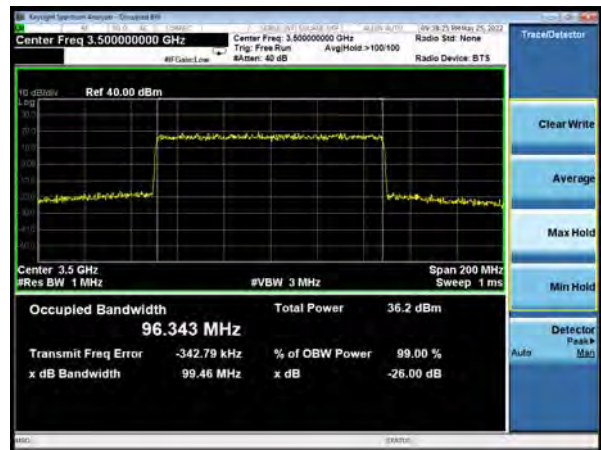 Keysight Spectrum Analyzer - Occupied BW
Center Freq 3.500000000 GHz
Center Freq: 3.500000000 GHz
Trig: Free Run
Avg|Hold:>100/100
#IFGain:Low
#Atten: 40 dB
Radio Std: None
Radio Device: BTS
Trace/Detector
10 dB/div
Ref 40.00 dBm
Log
Clear Write
Average
Max Hold
Min Hold
Center 3.5 GHz
Span 200 MHz
#Res BW 1 MHz
#VBW 3 MHz
Sweep 1 ms
Occupied Bandwidth
Total Power
36.2 dBm
96.343 MHz
Transmit Freq Error
-342.79 kHz
% of OBW Power
99.00 %
x dB Bandwidth
99.46 MHz
x dB
-26.00 dB
Detector
Peak▶
Auto
Man
MSG
STATUS